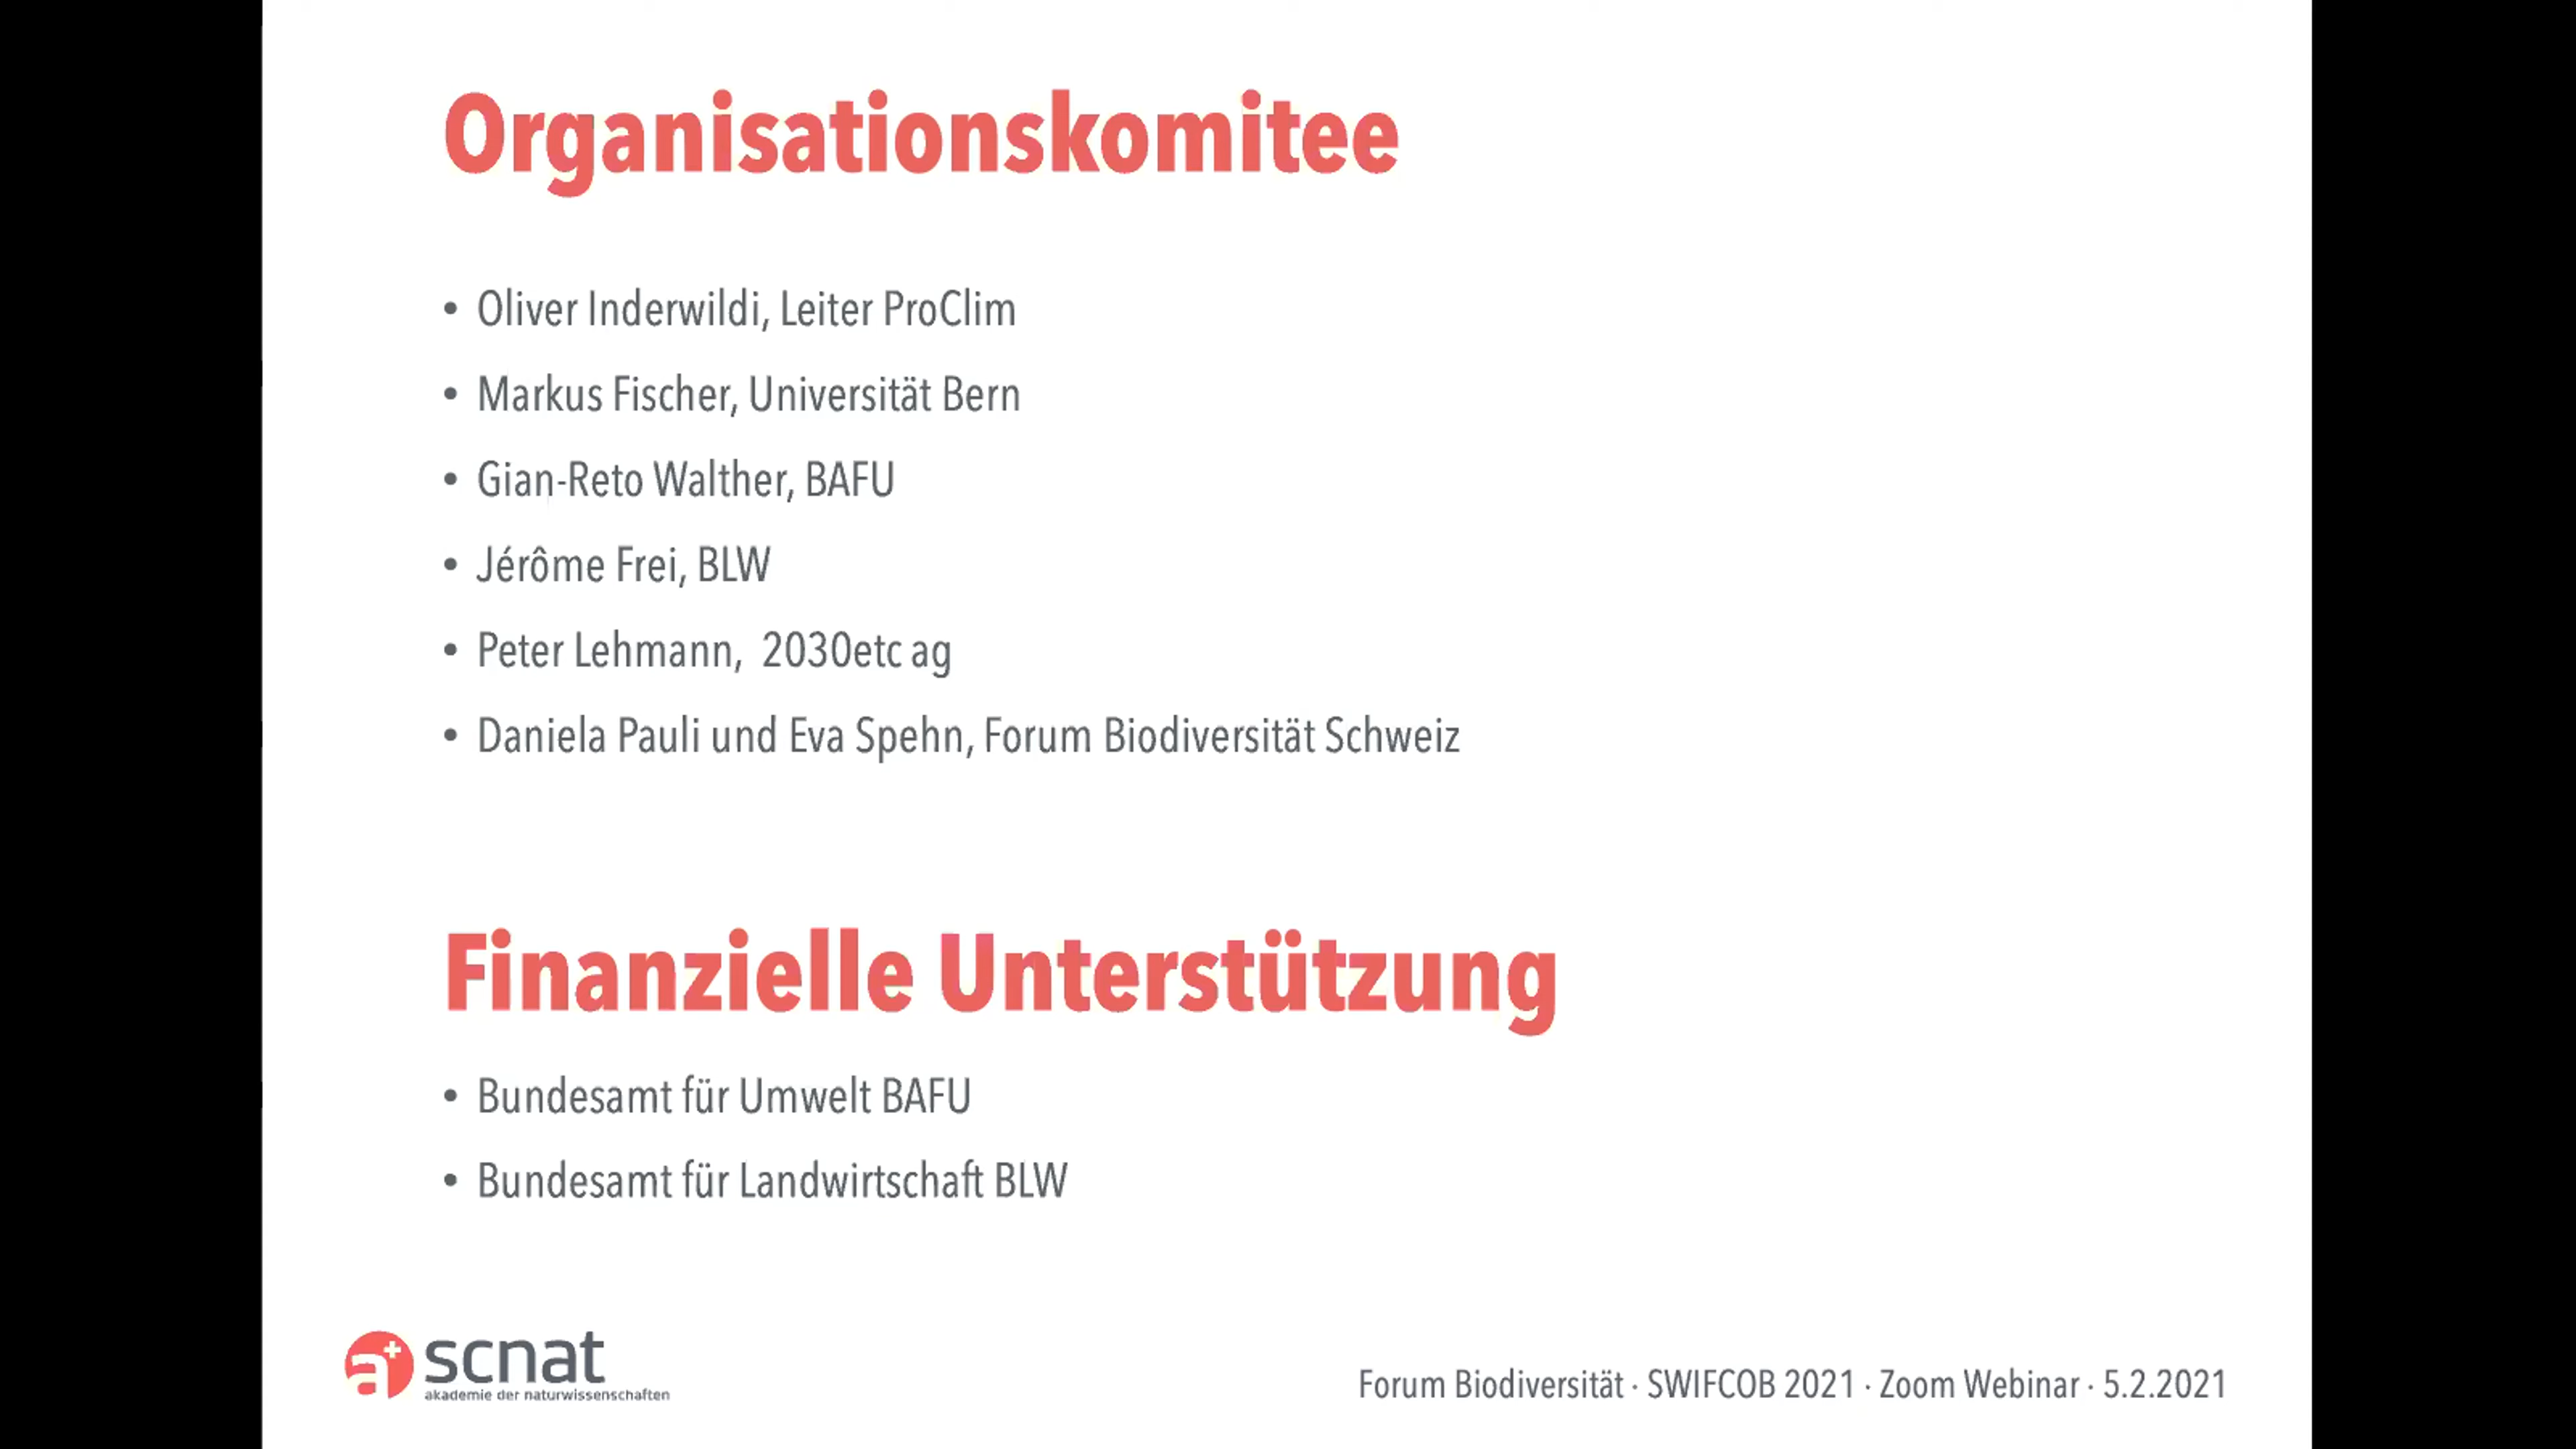 Organisationskomitee
• Oliver Inderwildi, Leiter ProClim
• Markus Fischer, Universität Bern
• Gian-Reto Walther, BAFU
• Jérôme Frei, BLW
• Peter Lehmann,  2030etc ag
• Daniela Pauli und Eva Spehn, Forum Biodiversität Schweiz
Finanzielle Unterstützung
• Bundesamt für Umwelt BAFU
• Bundesamt für Landwirtschaft BLW
a+ scnat
akademie der naturwissenschaften
Forum Biodiversität · SWIFCOB 2021 · Zoom Webinar · 5.2.2021